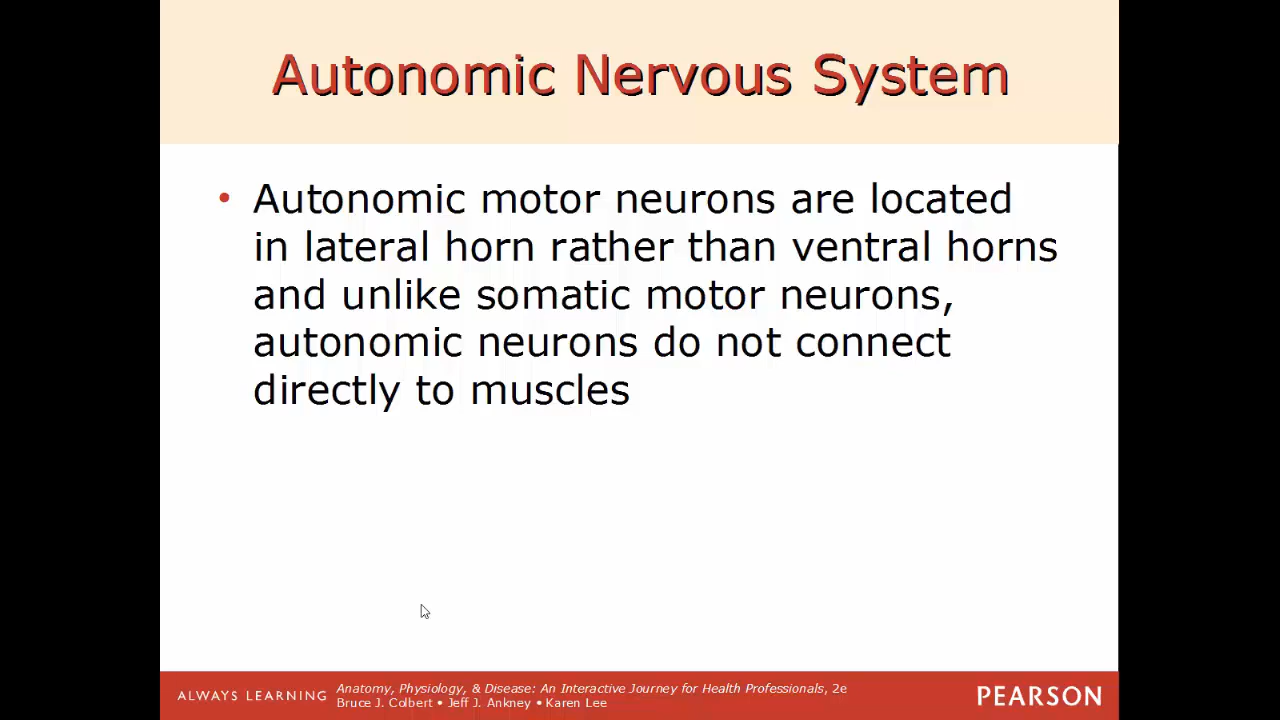 Autonomic Nervous System
• Autonomic motor neurons are located
in lateral horn rather than ventral horns
and unlike somatic motor neurons,
autonomic neurons do not connect
directly to muscles
ALWAYS LEARNING
Anatomy, Physiology, & Disease: An Interactive Journey for Health Professionals, 2e
Bruce J. Colbert • Jeff J. Ankney • Karen Lee
PEARSON